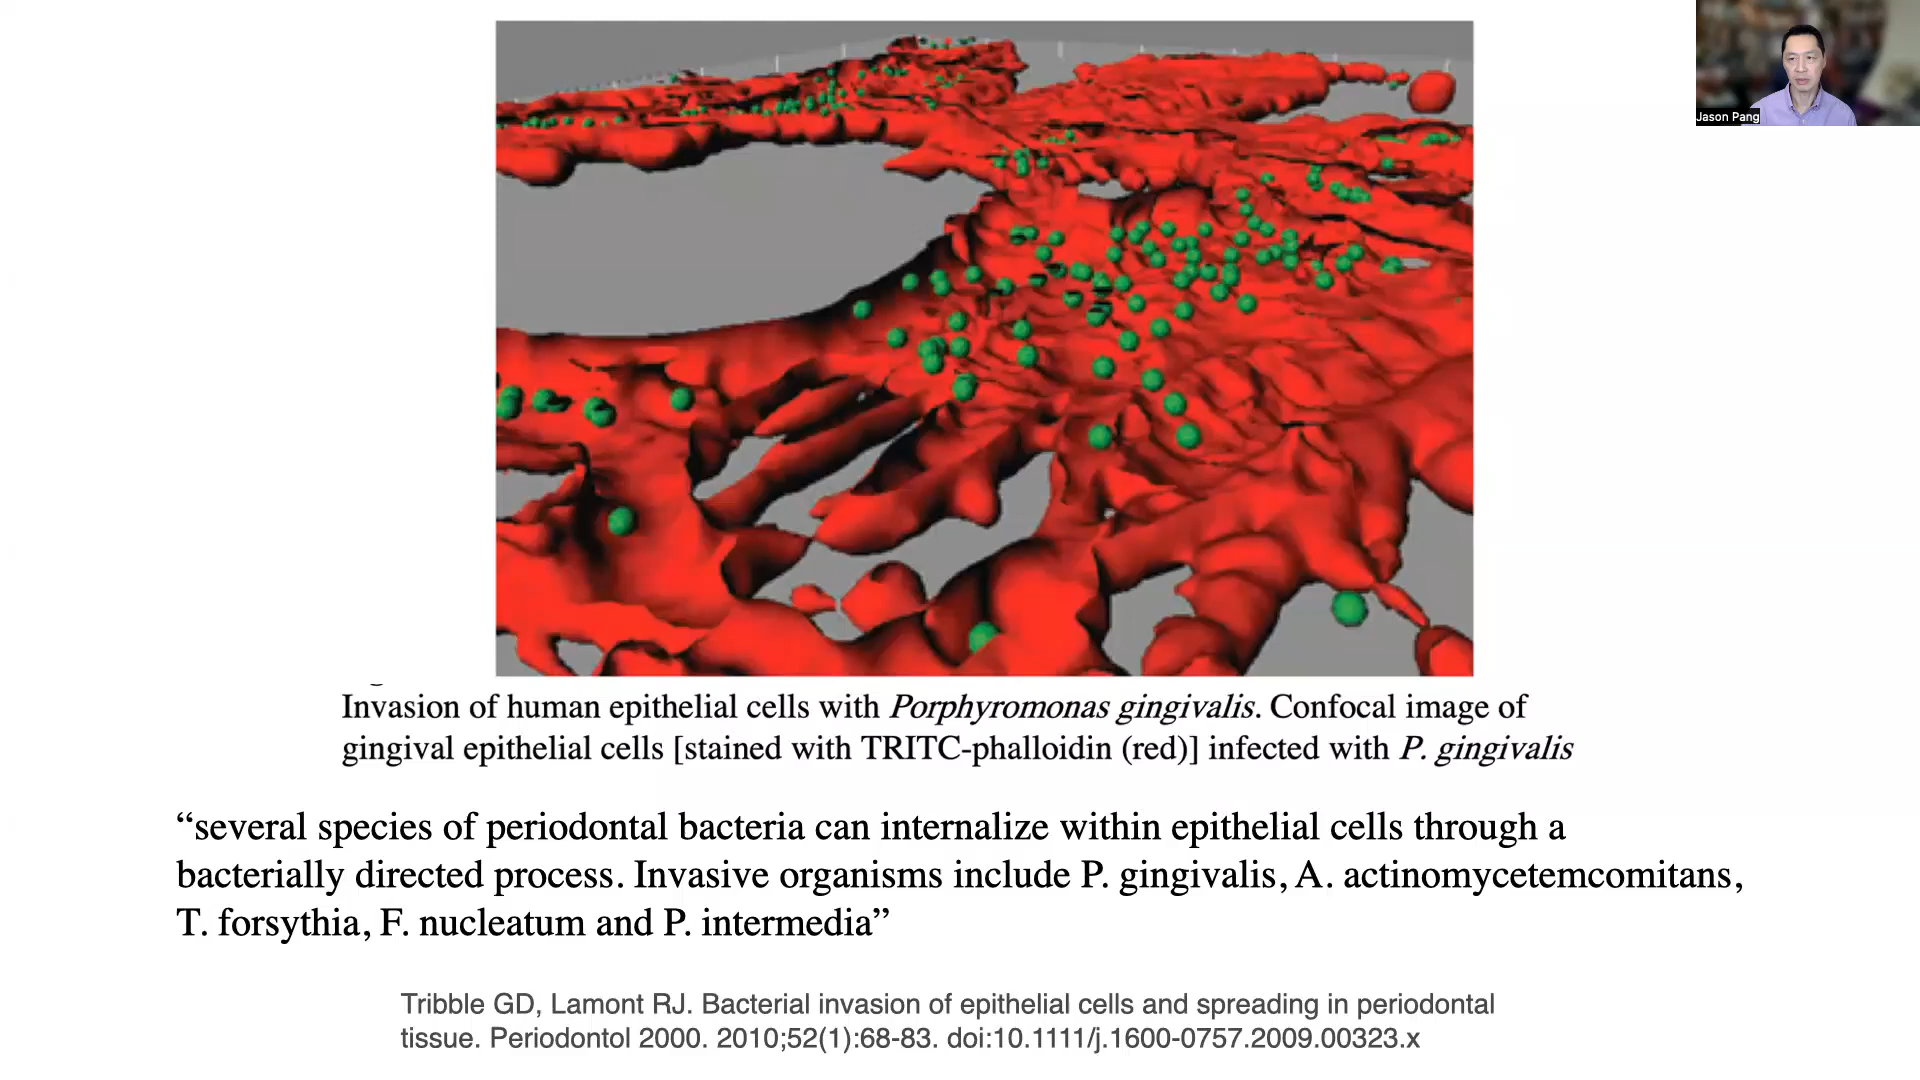 Jason Pang
Invasion of human epithelial cells with Porphyromonas gingivalis. Confocal image of
gingival epithelial cells [stained with TRITC-phalloidin (red)] infected with P. gingivalis
“several species of periodontal bacteria can internalize within epithelial cells through a
bacterially directed process. Invasive organisms include P. gingivalis, A. actinomycetemcomitans,
T. forsythia, F. nucleatum and P. intermedia”
Tribble GD, Lamont RJ. Bacterial invasion of epithelial cells and spreading in periodontal
tissue. Periodontol 2000. 2010;52(1):68-83. doi:10.1111/j.1600-0757.2009.00323.x